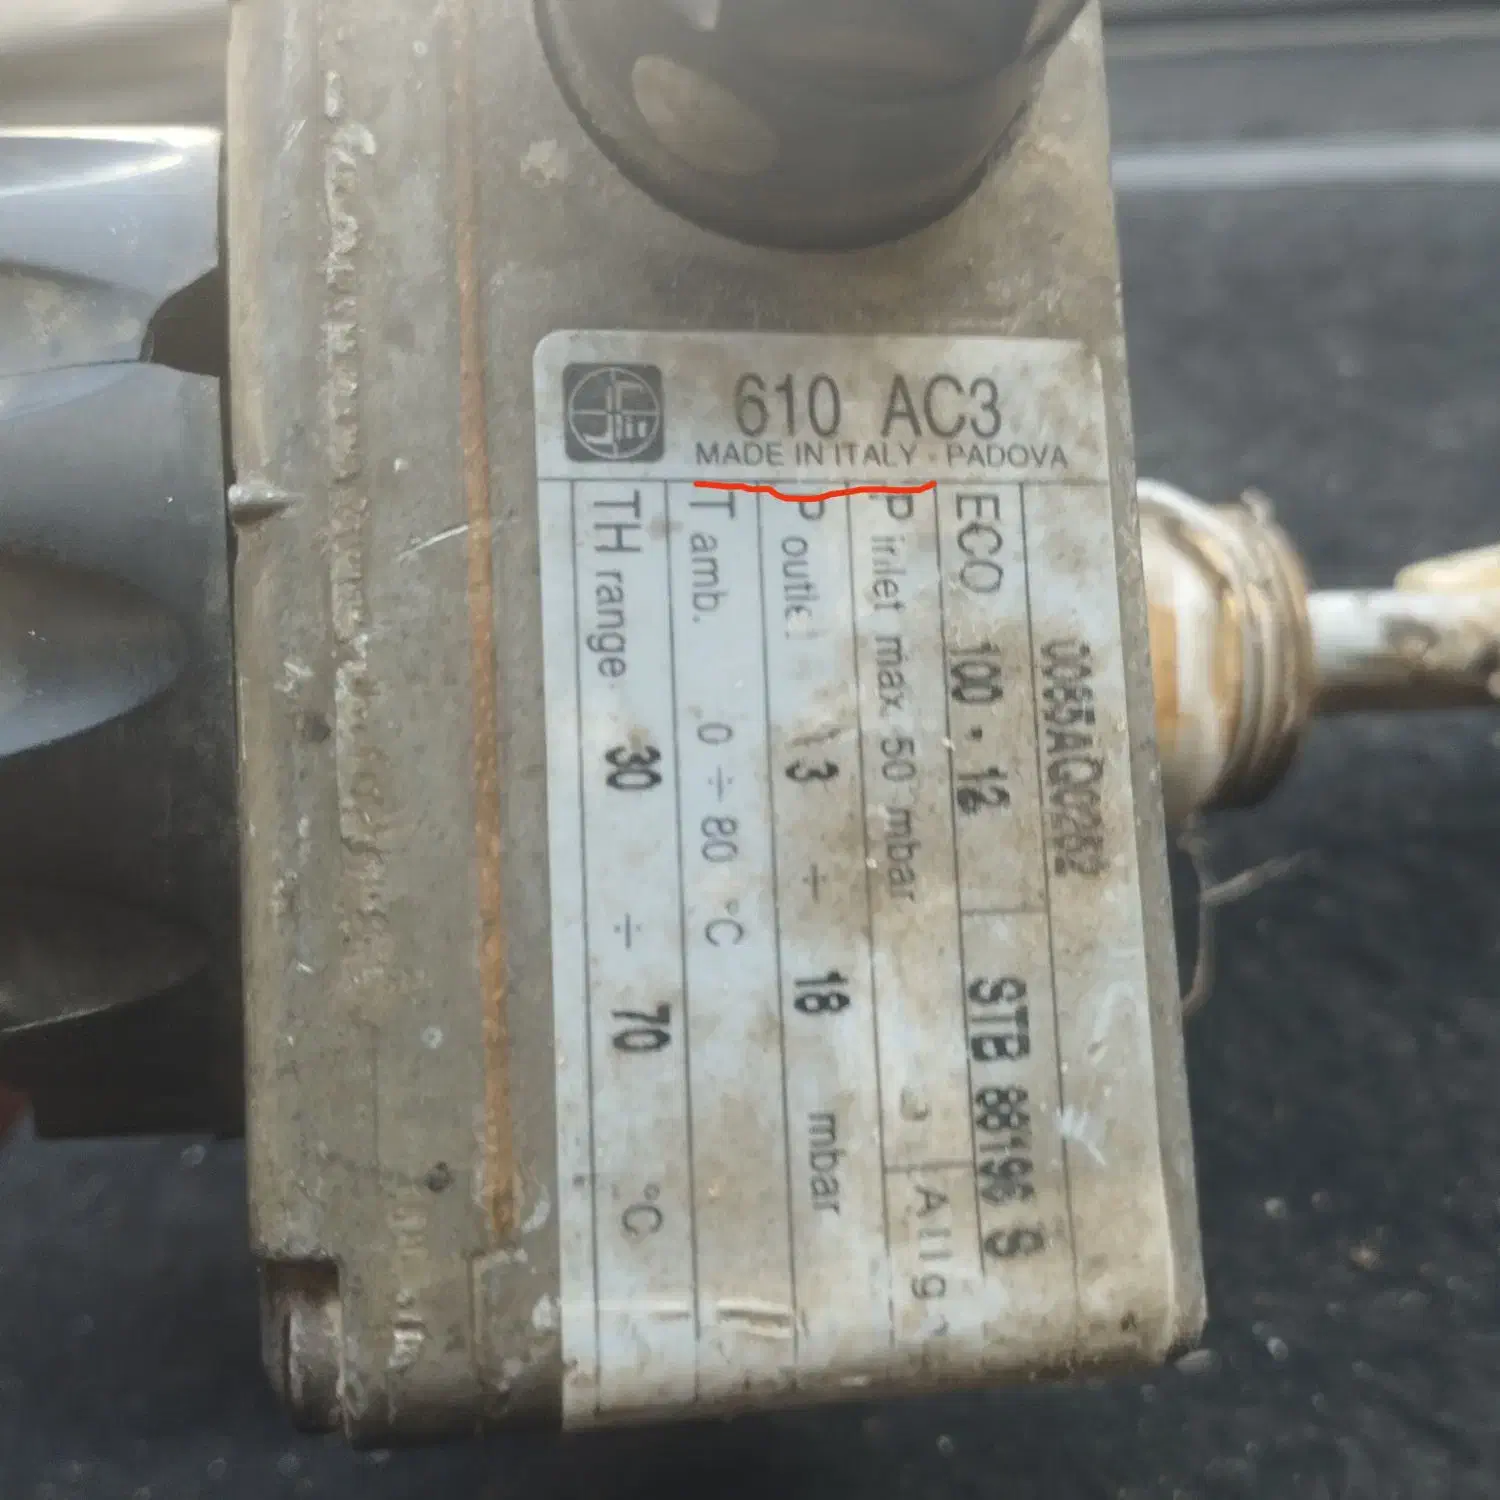 610 AC3
MADE IN ITALY - PADOVA
0085AQ0282
ECO 100 • 12 STB 88196 S
P inlet max. 50 mbar
P outlet 3 ÷ 18 mbar
T amb. 0 ÷ 80 °C
TH range 30 ÷ 70 °C